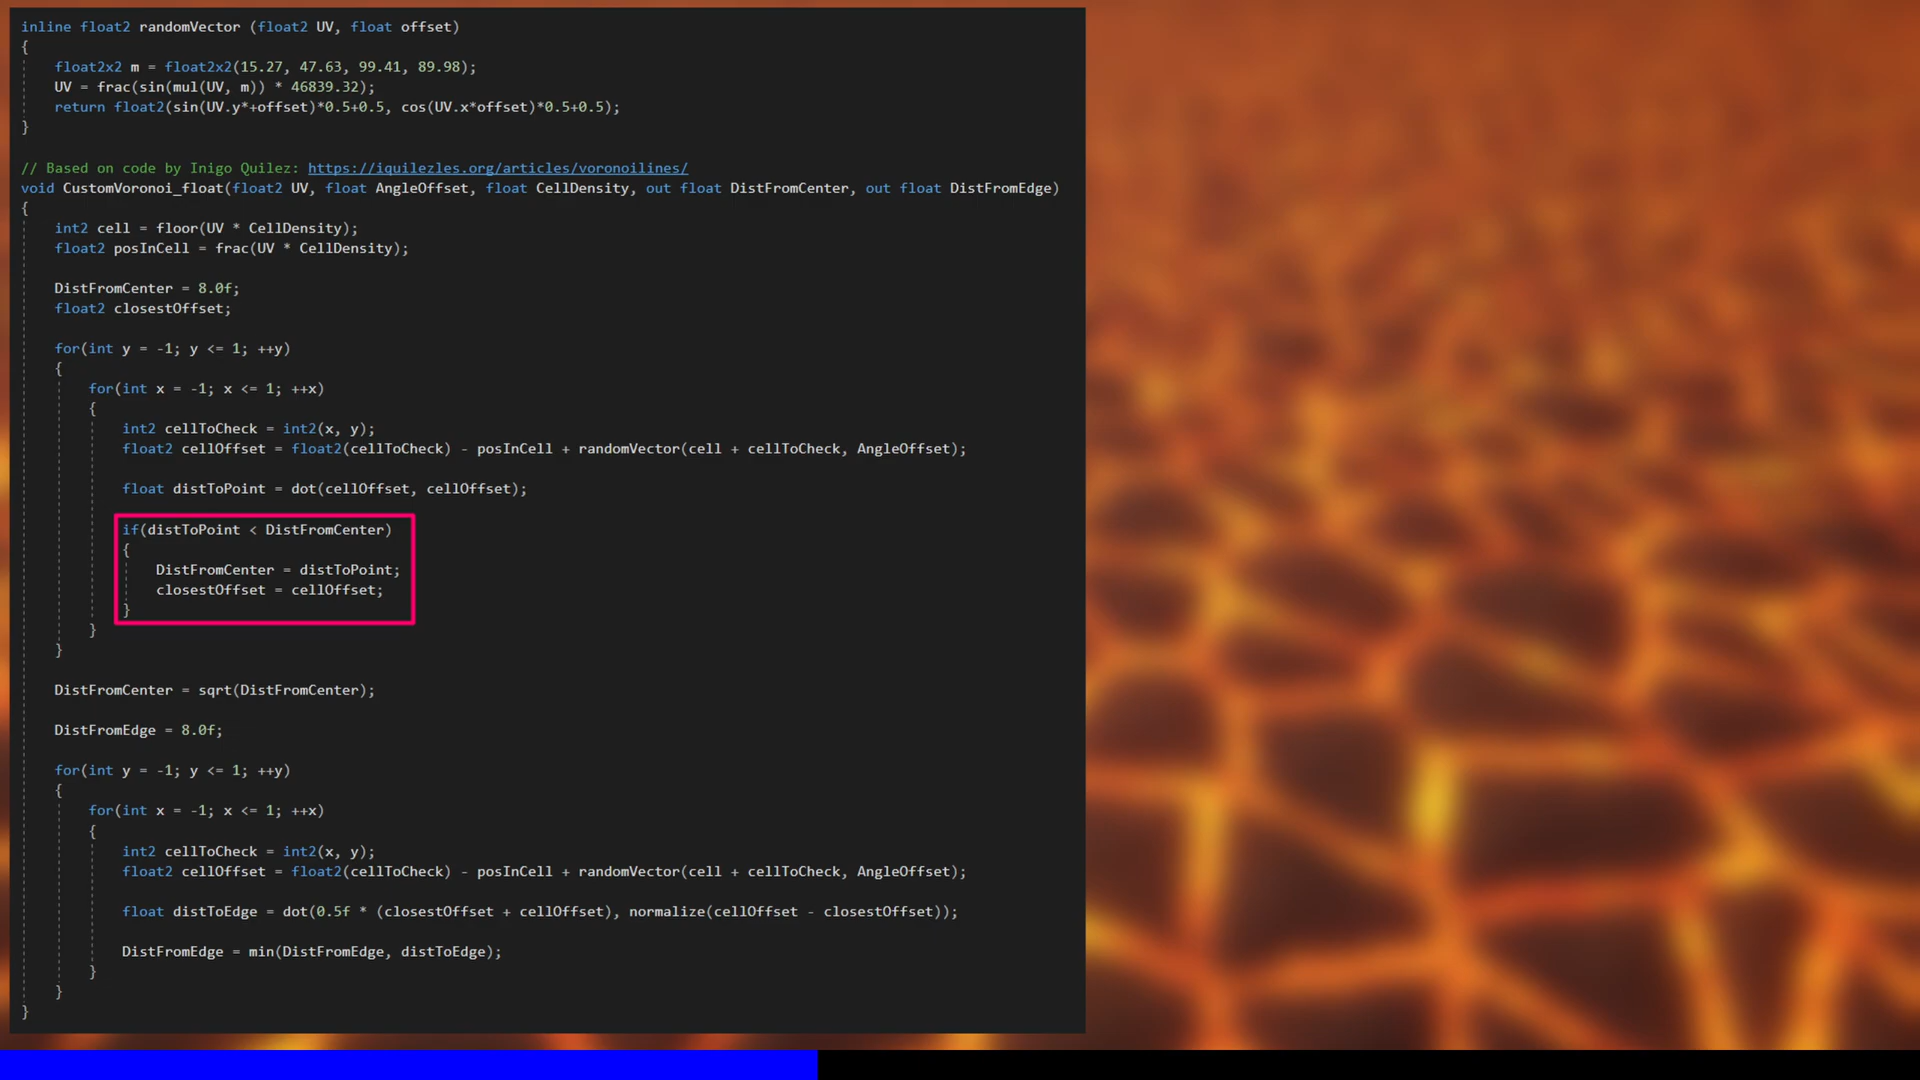 inline float2 randomVector (float2 UV, float offset)
{
float2x2 m = float2x2(15.27, 47.63, 99.41, 89.98);
UV = frac(sin(mul(UV, m)) * 46839.32);
return float2(sin(UV.y*+offset)*0.5+0.5, cos(UV.x*offset)*0.5+0.5);
}
// Based on code by Inigo Quilez: https://iquilezles.org/articles/voronoilines/
void CustomVoronoi_float(float2 UV, float AngleOffset, float CellDensity, out float DistFromCenter, out float DistFromEdge)
{
int2 cell = floor(UV * CellDensity);
float2 posInCell = frac(UV * CellDensity);
DistFromCenter = 8.0f;
float2 closestOffset;
for(int y = -1; y <= 1; ++y)
{
for(int x = -1; x <= 1; ++x)
{
int2 cellToCheck = int2(x, y);
float2 cellOffset = float2(cellToCheck) - posInCell + randomVector(cell + cellToCheck, AngleOffset);
float distToPoint = dot(cellOffset, cellOffset);
if(distToPoint < DistFromCenter)
{
DistFromCenter = distToPoint;
closestOffset = cellOffset;
}
}
}
DistFromCenter = sqrt(DistFromCenter);
DistFromEdge = 8.0f;
for(int y = -1; y <= 1; ++y)
{
for(int x = -1; x <= 1; ++x)
{
int2 cellToCheck = int2(x, y);
float2 cellOffset = float2(cellToCheck) - posInCell + randomVector(cell + cellToCheck, AngleOffset);
float distToEdge = dot(0.5f * (closestOffset + cellOffset), normalize(cellOffset - closestOffset));
DistFromEdge = min(DistFromEdge, distToEdge);
}
}
}